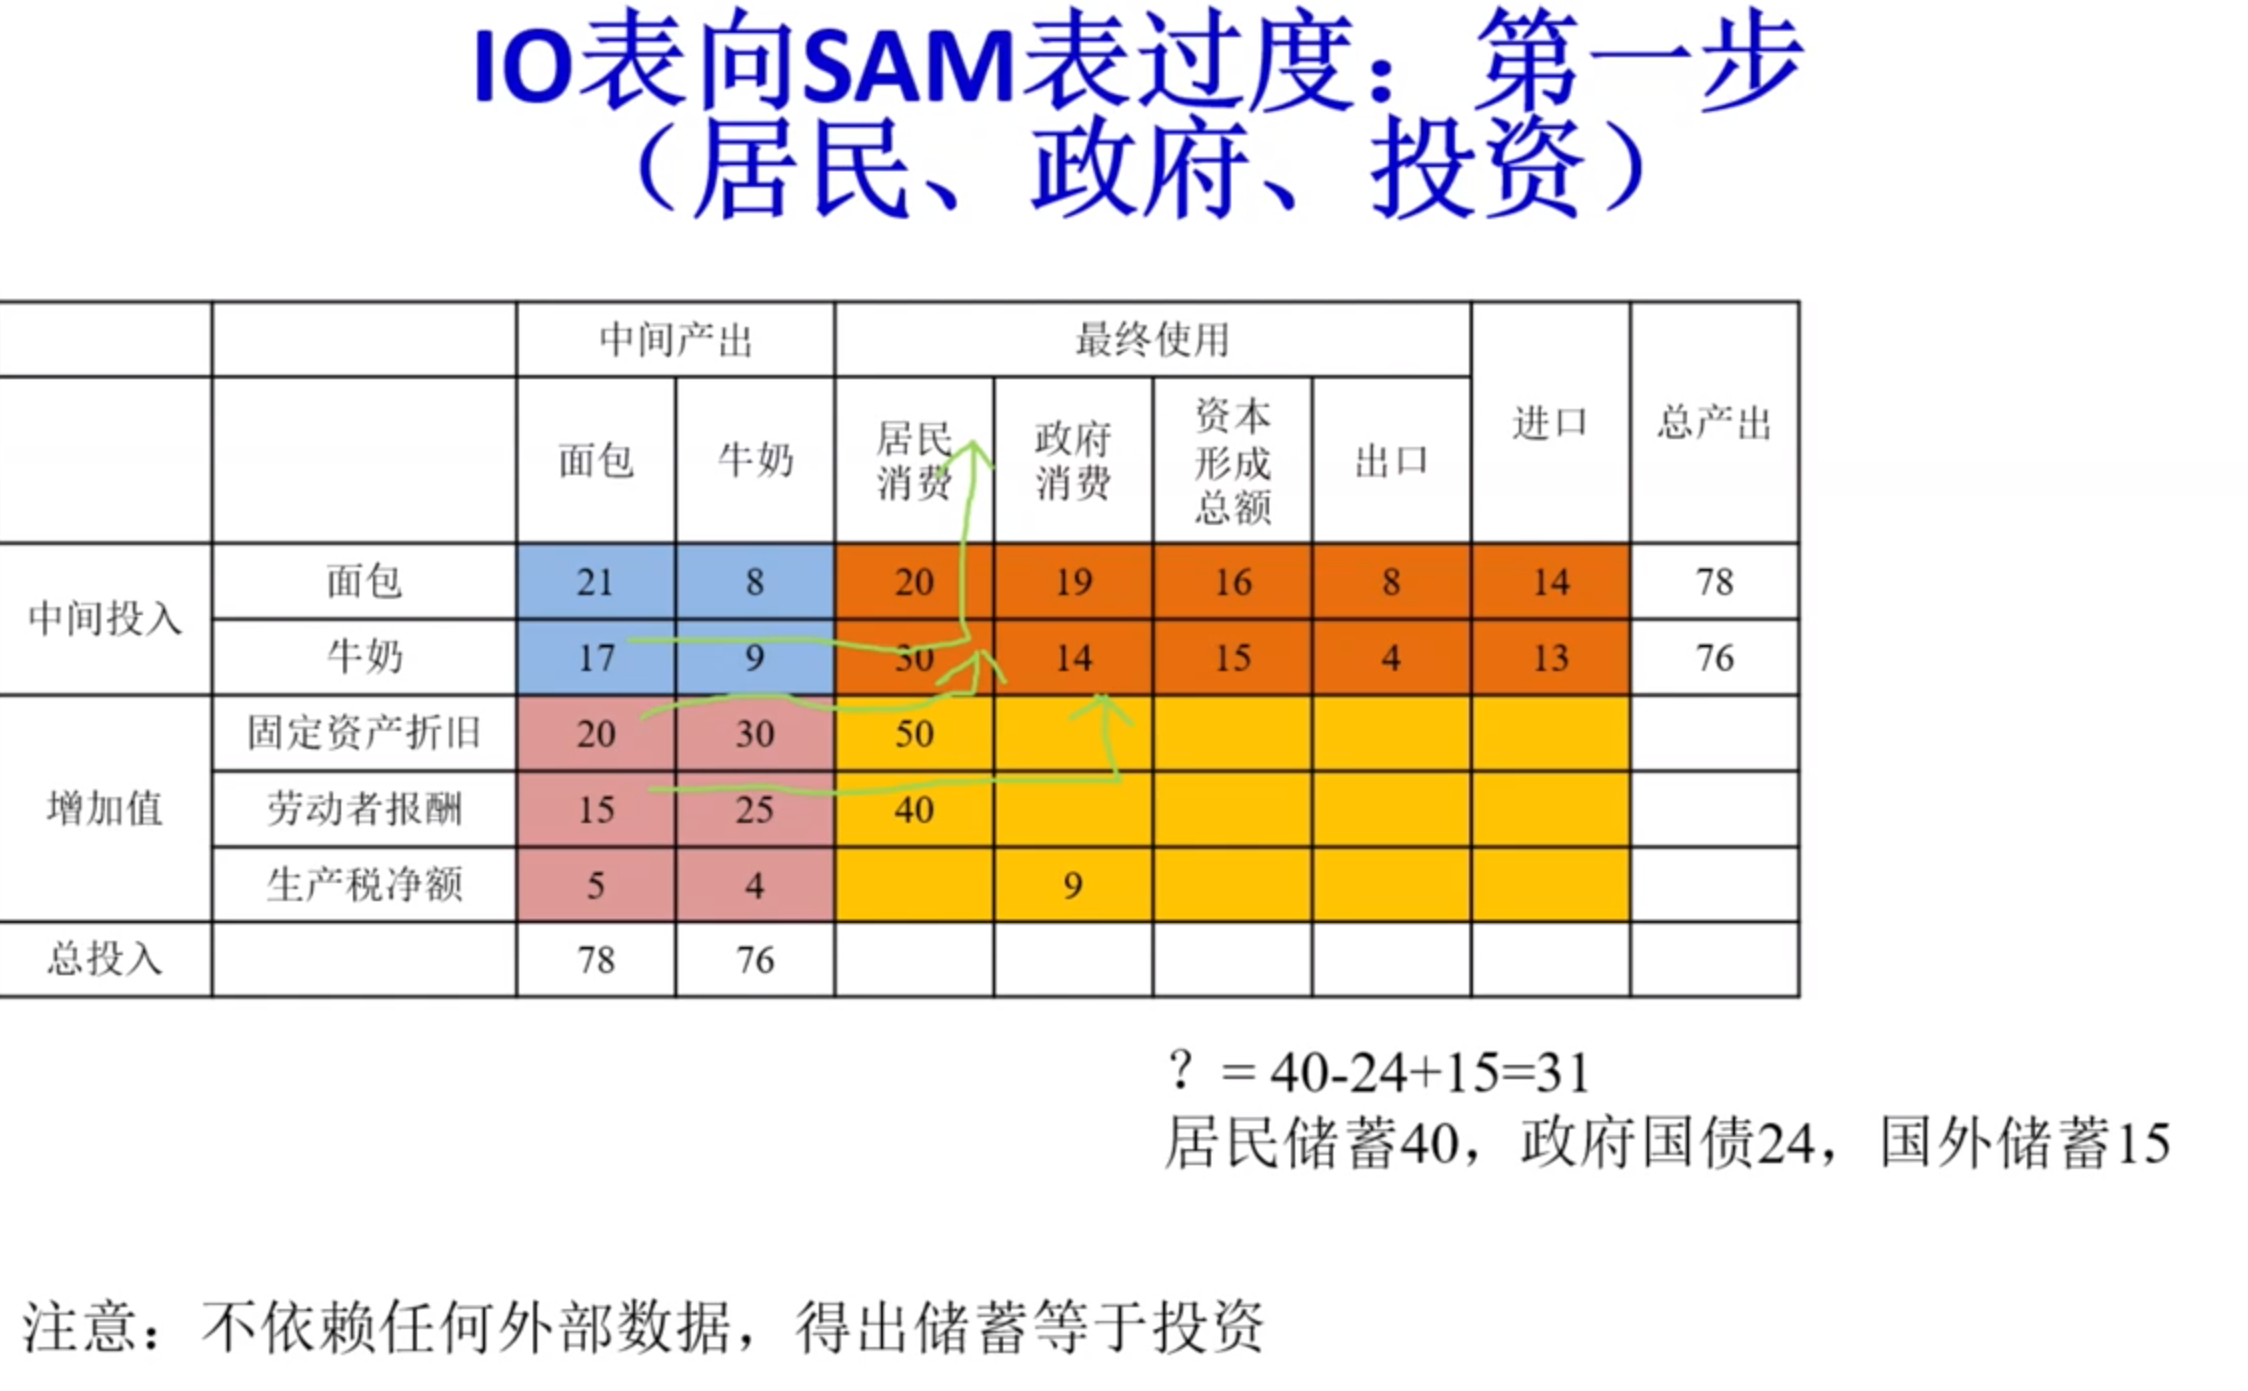 IO表向SAM表过度：第一步
（居民、政府、投资）
中间产出 最终使用 进口 总产出
面包 牛奶 居民消费 政府消费 资本形成总额 出口
中间投入 面包 21 8 20 19 16 8 14 78
牛奶 17 9 30 14 15 4 13 76
增加值 固定资产折旧 20 30 50
劳动者报酬 15 25 40
生产税净额 5 4 9
总投入 78 76
？= 40-24+15=31
居民储蓄40，政府国债24，国外储蓄15
注意：不依赖任何外部数据，得出储蓄等于投资